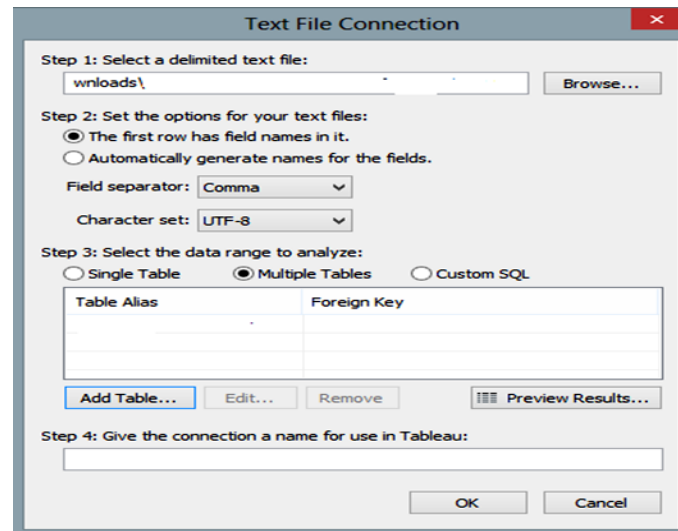 Text File Connection
Step 1: Select a delimited text file:
wnloads\
Browse...
Step 2: Set the options for your text files:
The first row has field names in it.
Automatically generate names for the fields.
Field separator: Comma
Character set: UTF-8
Step 3: Select the data range to analyze:
Single Table Multiple Tables Custom SQL
Table Alias Foreign Key
Add Table... Edit... Remove Preview Results...
Step 4: Give the connection a name for use in Tableau:
OK Cancel